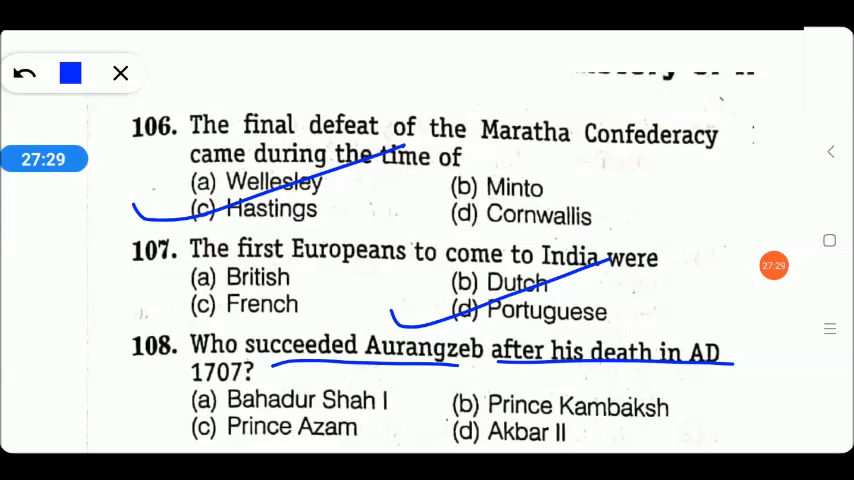 106. The final defeat of the Maratha Confederacy
came during the time of
(a) Wellesley (b) Minto
(c) Hastings (d) Cornwallis
27:29
107. The first Europeans to come to India were
(a) British (b) Dutch
27:29
(c) French (d) Portuguese
108. Who succeeded Aurangzeb after his death in AD
1707?
(a) Bahadur Shah I (b) Prince Kambaksh
(c) Prince Azam (d) Akbar II